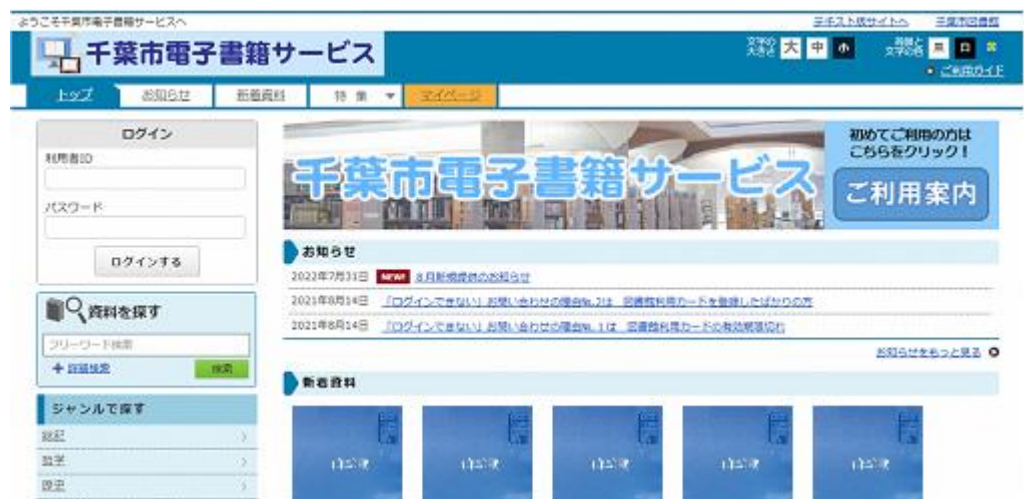 ようこそ千葉市電子書籍サービスへ
テキスト版サイトへ 千葉市図書館
千葉市電子書籍サービス
文字の大きさ 大 中 小 背景と文字の色 黒 白
ご利用ガイド
トップ お知らせ 新着資料 特集 ▼ マイページ
ログイン
利用者ID
パスワード
ログインする
千葉市電子書籍サービス
初めてご利用の方は
こちらをクリック!
ご利用案内
お知らせ
2022年7月31日 NEW! 8月新規提供のお知らせ
2021年8月14日 「ログインできない」お問い合わせの場合№2は 図書館利用カードを登録したばかりの方
2021年8月14日 「ログインできない」お問い合わせの場合№1は 図書館利用カードの有効期限切れ
お知らせをもっと見る
資料を探す
フリーワード検索
+ 詳細検索 検索
ジャンルで探す
総記
哲学
歴史
新着資料